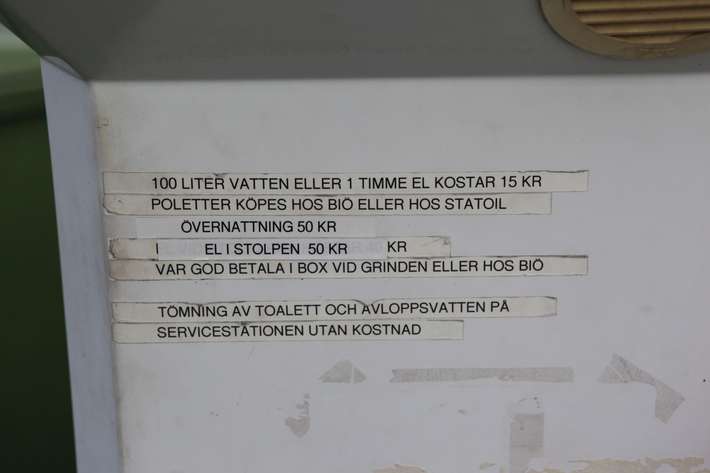 100 LITER VATTEN ELLER 1 TIMME EL KOSTAR 15 KR
POLETTER KÖPES HOS BIÖ ELLER HOS STATOIL
ÖVERNATTNING 50 KR
EL I STOLPEN 50 KR KR
VAR GOD BETALA I BOX VID GRINDEN ELLER HOS BIÖ
TÖMNING AV TOALETT OCH AVLOPPSVATTEN PÅ
SERVICESTATIONEN UTAN KOSTNAD